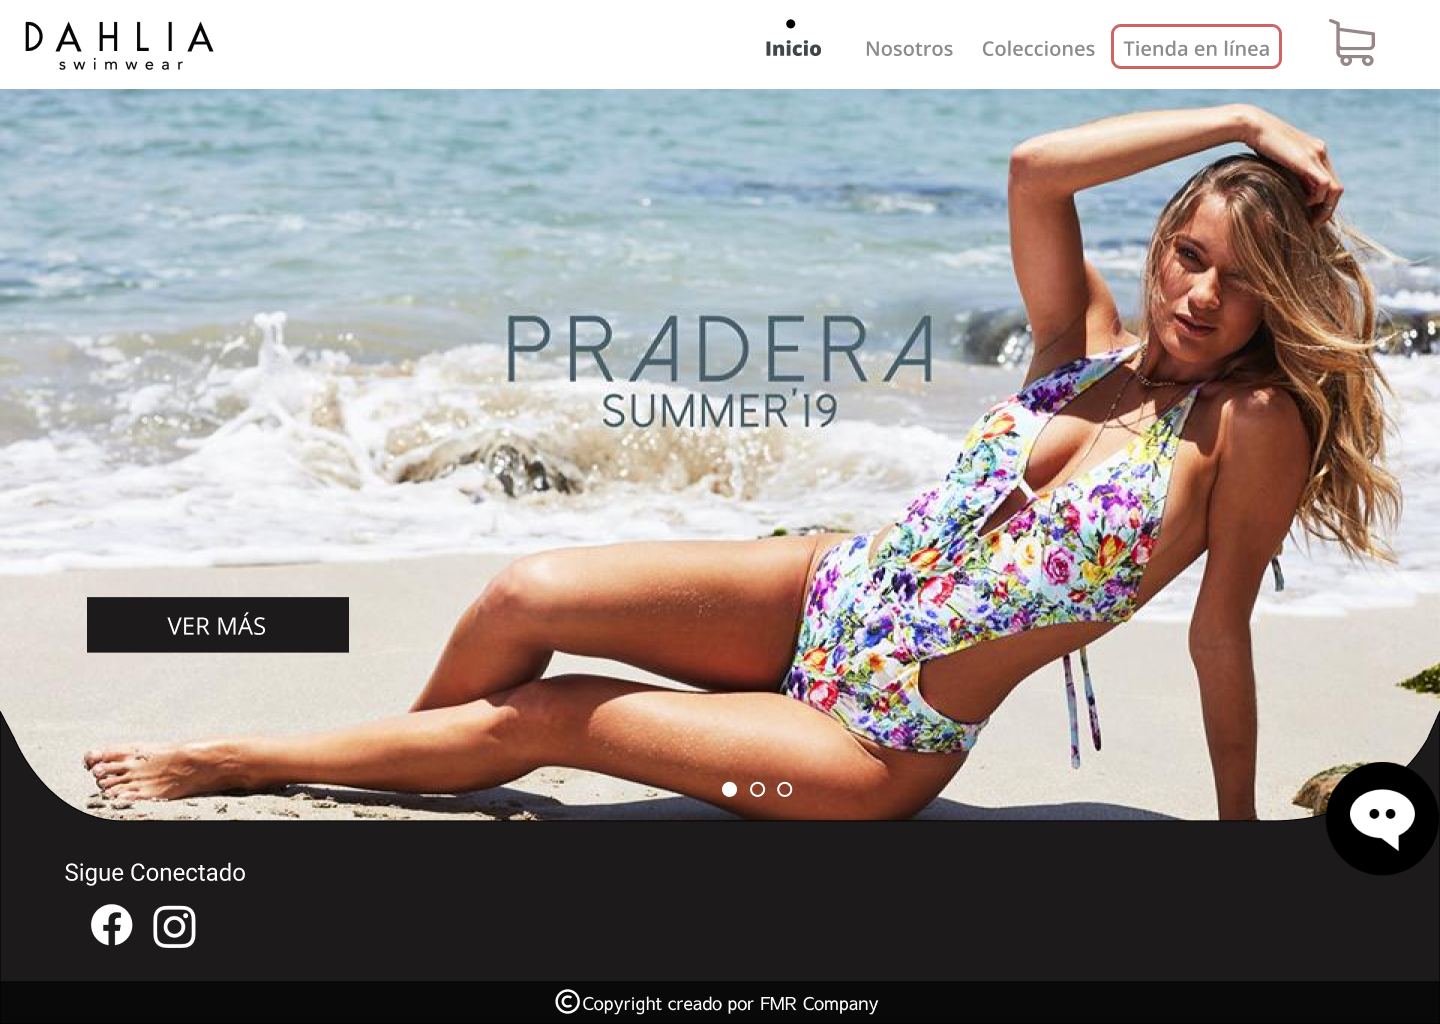 DAHLIA
swimwear
Inicio
Nosotros
Colecciones
Tienda en línea
PRADERA
SUMMER'19
VER MÁS
Sigue Conectado
©Copyright creado por FMR Company